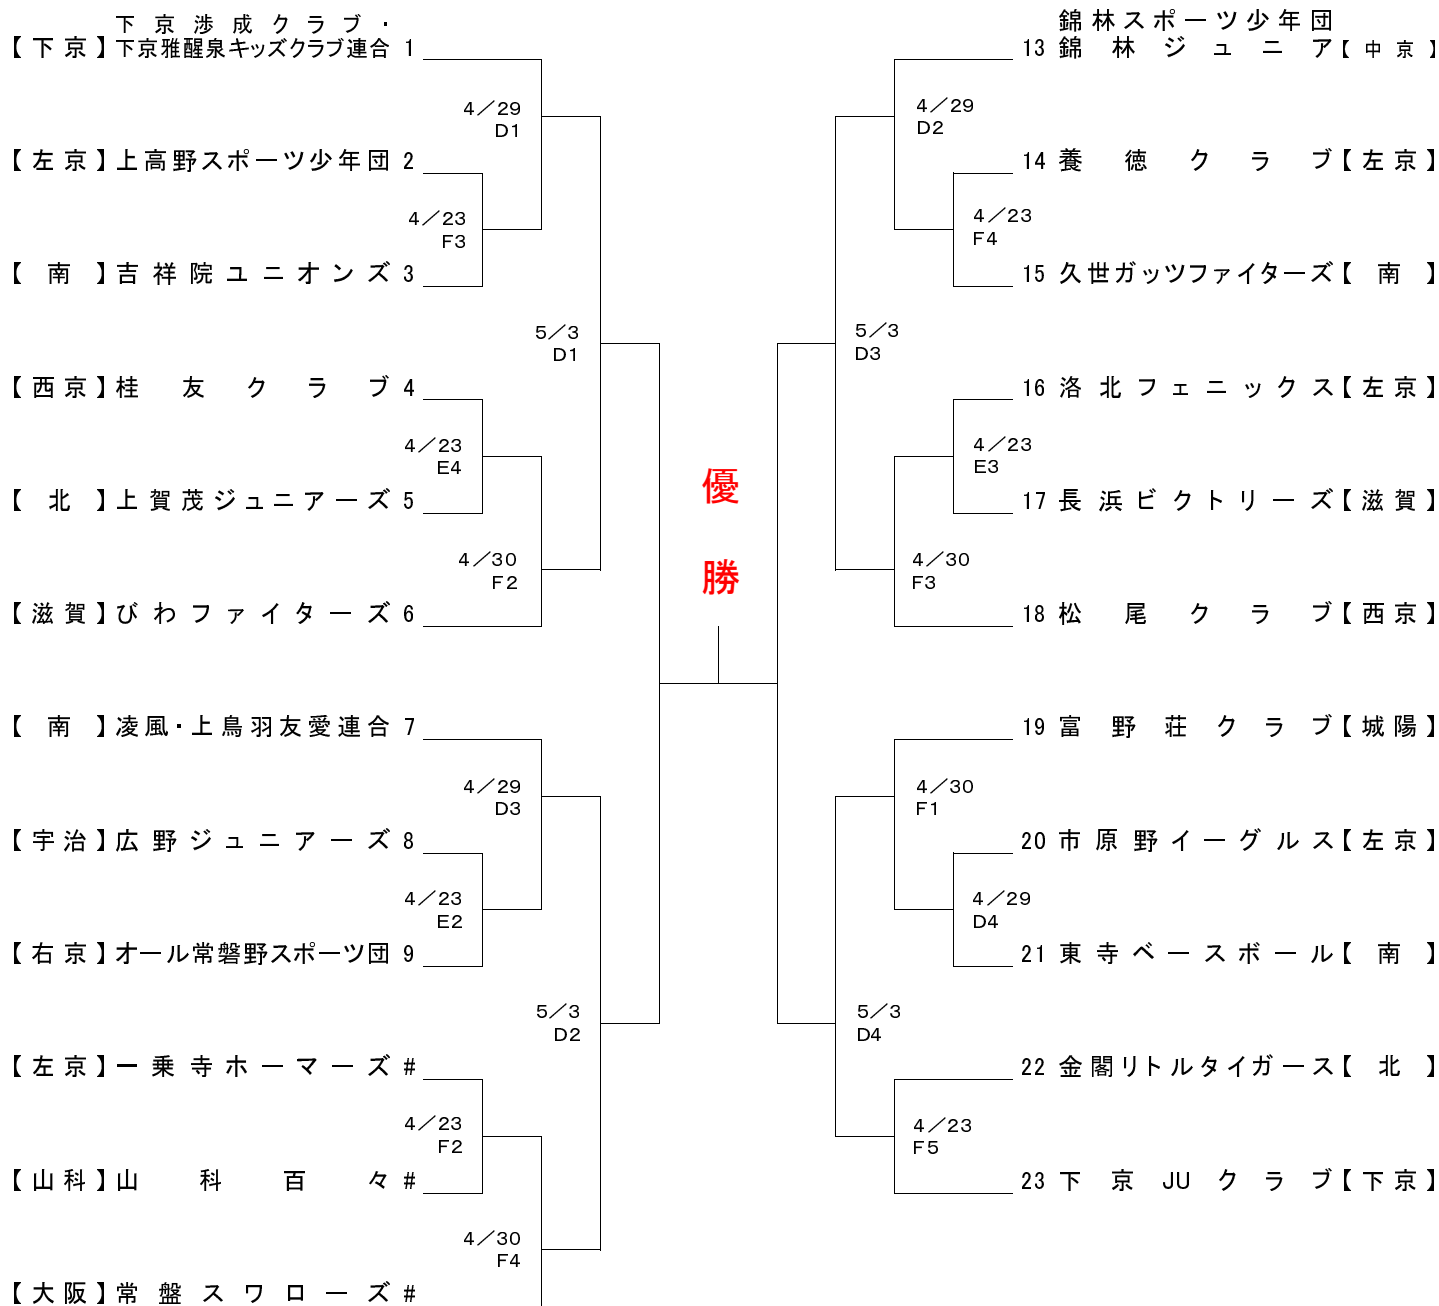 下京渉成クラブ・
【下京】下京雅醒泉キッズクラブ連合 1
4／29
D1
【左京】上高野スポーツ少年団 2
4／23
F3
【南】吉祥院ユニオンズ 3
5／3
D1
【西京】桂友クラブ 4
4／23
E4
【北】上賀茂ジュニアーズ 5
4／30
F2
【滋賀】びわファイターズ 6
【南】凌風・上鳥羽友愛連合 7
4／29
D3
【宇治】広野ジュニアーズ 8
4／23
E2
【右京】オール常磐野スポーツ団 9
5／3
D2
【左京】一乗寺ホーマーズ #
4／23
F2
【山科】山科百々 #
4／30
F4
【大阪】常盤スワローズ #
優
勝
錦林スポーツ少年団
13 錦林ジュニア【中京】
4／29
D2
14 養徳クラブ【左京】
4／23
F4
15 久世ガッツファイターズ【南】
5／3
D3
16 洛北フェニックス【左京】
4／23
E3
17 長浜ビクトリーズ【滋賀】
4／30
F3
18 松尾クラブ【西京】
19 富野荘クラブ【城陽】
4／30
F1
20 市原野イーグルス【左京】
4／29
D4
21 東寺ベースボール【南】
5／3
D4
22 金閣リトルタイガース【北】
4／23
F5
23 下京JUクラブ【下京】